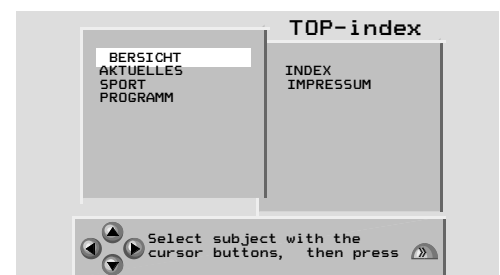 TOP-index
BERSICHT
AKTUELLES
SPORT
PROGRAMM
INDEX
IMPRESSUM
Select subject with the
cursor buttons, then press